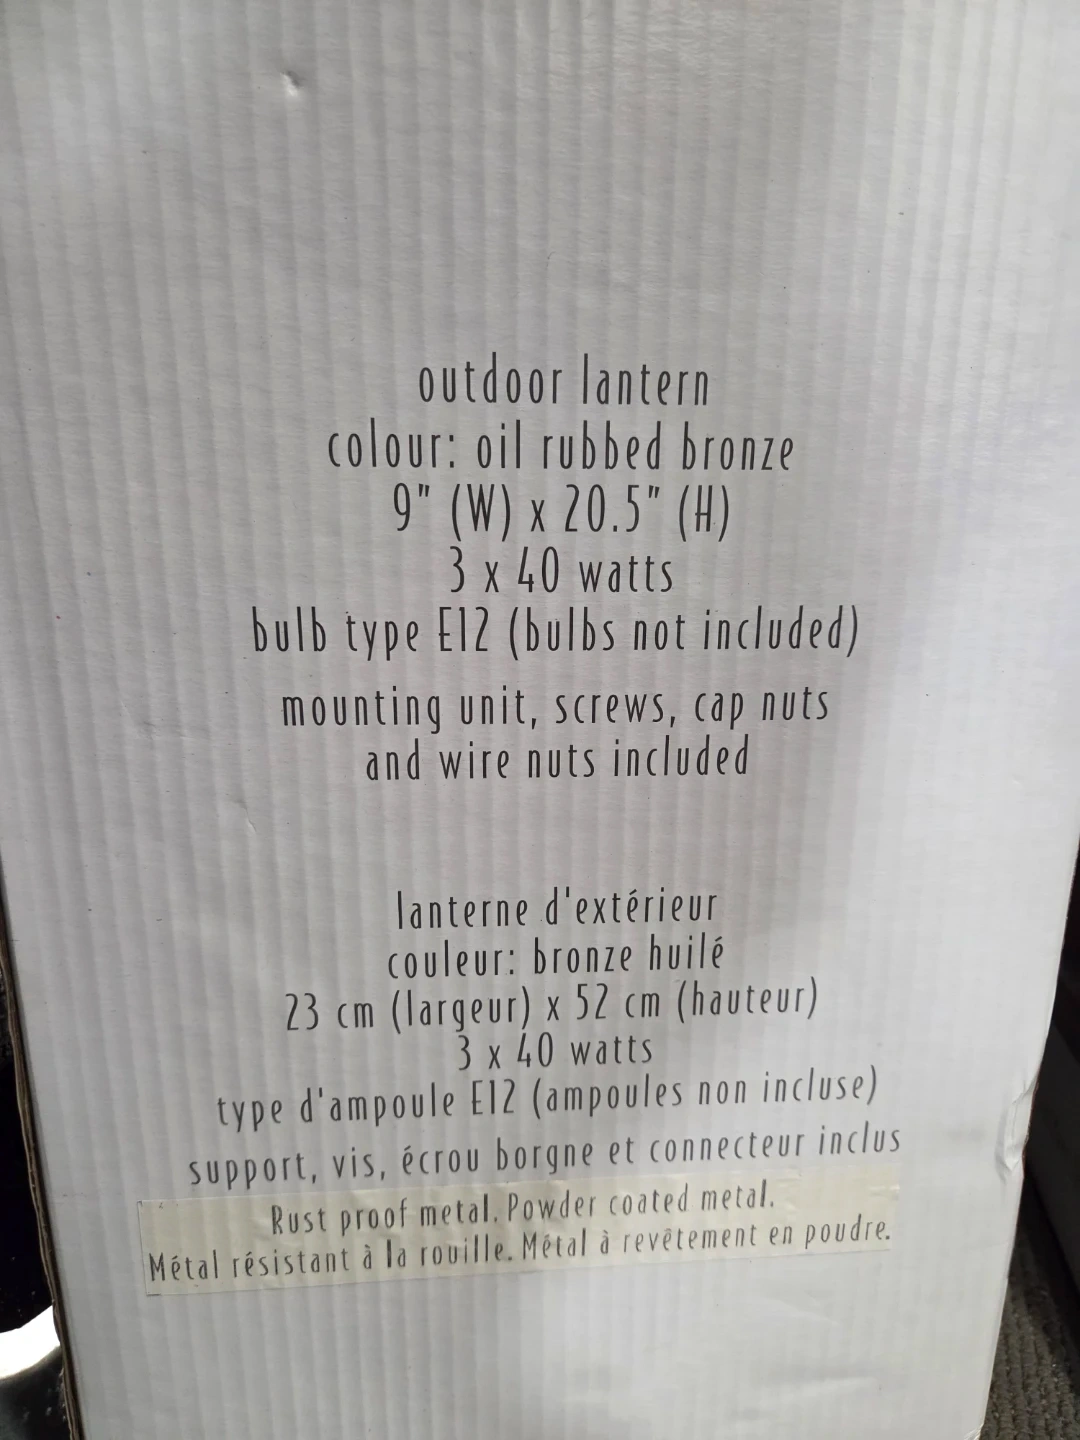 outdoor lantern
colour: oil rubbed bronze
9" (W) x 20.5" (H)
3 x 40 watts
bulb type E12 (bulbs not included)
mounting unit, screws, cap nuts
and wire nuts included
lanterne d'extérieur
couleur: bronze huilé
23 cm (largeur) x 52 cm (hauteur)
3 x 40 watts
type d'ampoule E12 (ampoules non incluse)
support, vis, écrou borgne et connecteur inclus
Rust proof metal. Powder coated metal.
Métal résistant à la rouille. Métal à revêtement en poudre.